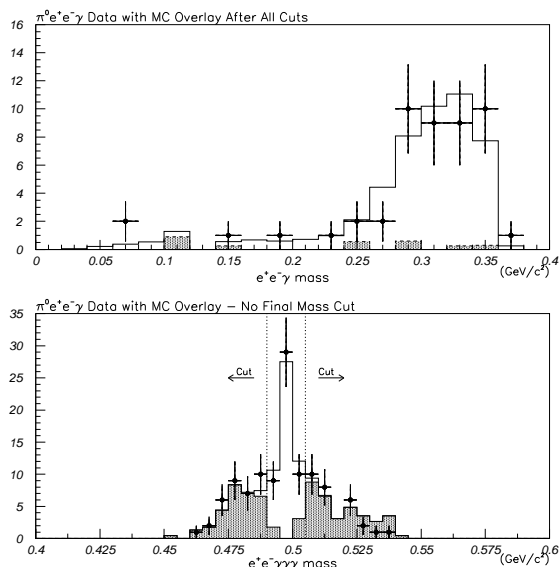 π⁰e⁺e⁻γ Data with MC Overlay After All Cuts
16
14
12
10
8
6
4
2
0
0 0.05 0.1 0.15 0.2 0.25 0.3 0.35 0.4
e⁺e⁻γ mass (GeV/c²)
π⁰e⁺e⁻γ Data with MC Overlay – No Final Mass Cut
35
30
25
20
15
10
5
0
Cut Cut
0.4 0.425 0.45 0.475 0.5 0.525 0.55 0.575 0.6
e⁺e⁻γγγ mass (GeV/c²)